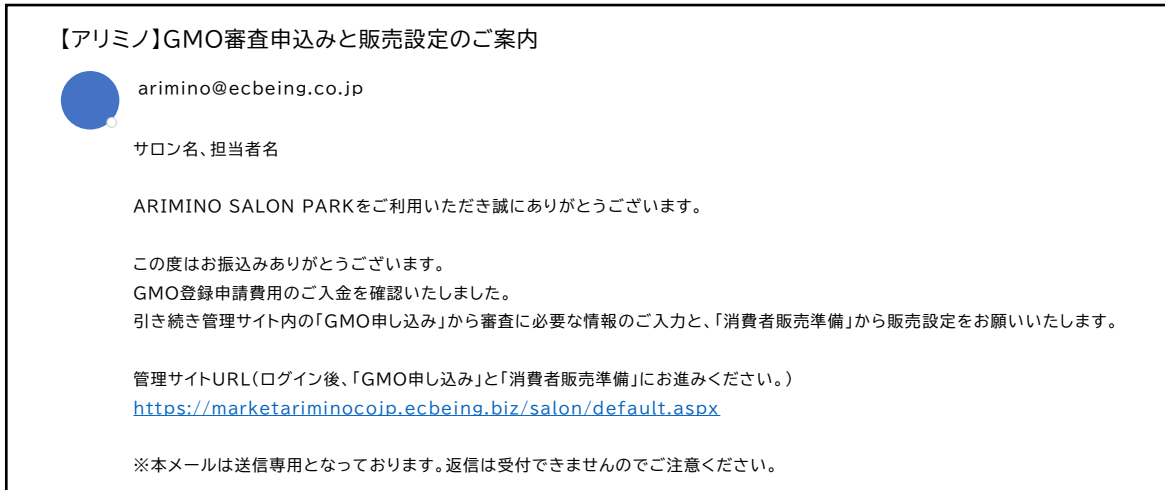 【アリミノ】GMO審査申込みと販売設定のご案内
arimino@ecbeing.co.jp
サロン名、担当者名
ARIMINO SALON PARKをご利用いただき誠にありがとうございます。
この度はお振込みありがとうございます。
GMO登録申請費用のご入金を確認いたしました。
引き続き管理サイト内の「GMO申し込み」から審査に必要な情報のご入力と、「消費者販売準備」から販売設定をお願いいたします。
管理サイトURL(ログイン後、「GMO申し込み」と「消費者販売準備」にお進みください。)
https://marketariminocojp.ecbeing.biz/salon/default.aspx
※本メールは送信専用となっております。返信は受付できませんのでご注意ください。